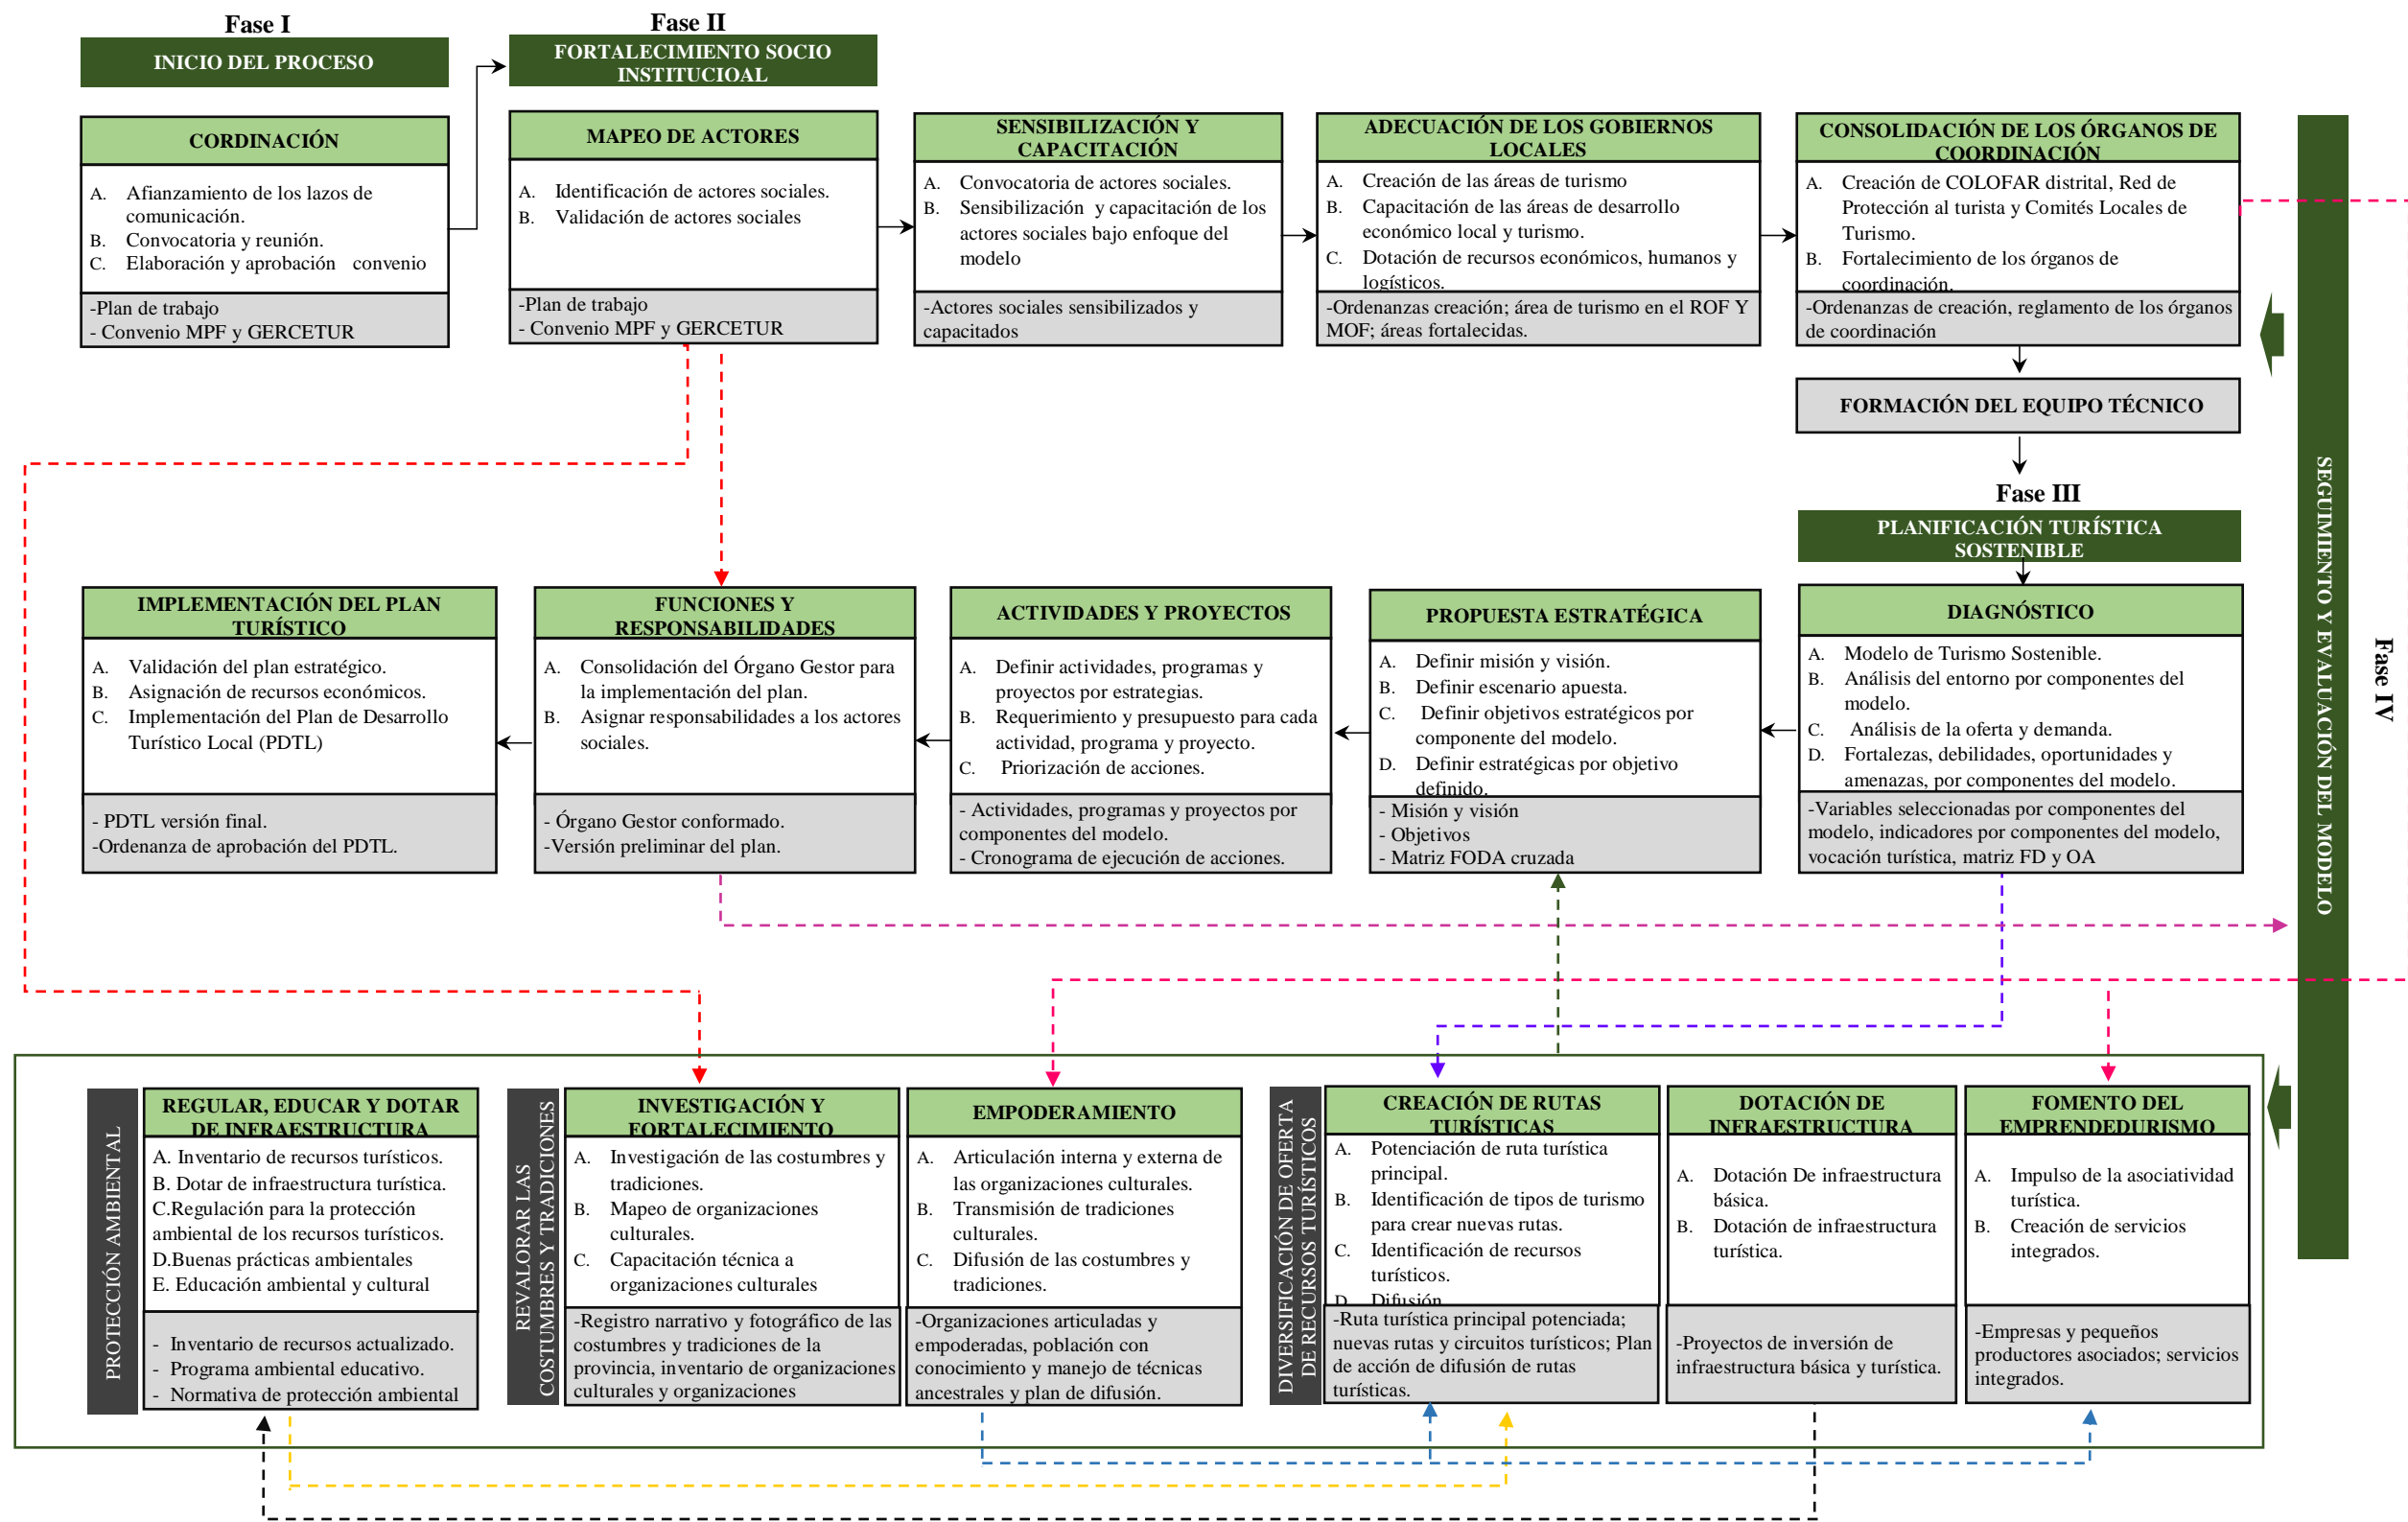 Fase I
INICIO DEL PROCESO
CORDINACIÓN
A. Afianzamiento de los lazos de
comunicación.
B. Convocatoria y reunión.
C. Elaboración y aprobación convenio
-Plan de trabajo
- Convenio MPF y GERCETUR
Fase II
FORTALECIMIENTO SOCIO
INSTITUCIOAL
MAPEO DE ACTORES
A. Identificación de actores sociales.
B. Validación de actores sociales
-Plan de trabajo
- Convenio MPF y GERCETUR
SENSIBILIZACIÓN Y
CAPACITACIÓN
A. Convocatoria de actores sociales.
B. Sensibilización y capacitación de los
actores sociales bajo enfoque del
modelo
-Actores sociales sensibilizados y
capacitados
ADECUACIÓN DE LOS GOBIERNOS
LOCALES
A. Creación de las áreas de turismo
B. Capacitación de las áreas de desarrollo
económico local y turismo.
C. Dotación de recursos económicos, humanos y
logísticos.
-Ordenanzas creación; área de turismo en el ROF Y
MOF; áreas fortalecidas.
CONSOLIDACIÓN DE LOS ÓRGANOS DE
COORDINACIÓN
A. Creación de COLOFAR distrital, Red de
Protección al turista y Comités Locales de
Turismo.
B. Fortalecimiento de los órganos de
coordinación.
-Ordenanzas de creación, reglamento de los órganos
de coordinación
FORMACIÓN DEL EQUIPO TÉCNICO
Fase III
PLANIFICACIÓN TURÍSTICA
SOSTENIBLE
DIAGNÓSTICO
A. Modelo de Turismo Sostenible.
B. Análisis del entorno por componentes del
modelo.
C. Análisis de la oferta y demanda.
D. Fortalezas, debilidades, oportunidades y
amenazas, por componentes del modelo.
-Variables seleccionadas por componentes del
modelo, indicadores por componentes del modelo,
vocación turística, matriz FD y OA
PROPUESTA ESTRATÉGICA
A. Definir misión y visión.
B. Definir escenario apuesta.
C. Definir objetivos estratégicos por
componente del modelo.
D. Definir estratégicas por objetivo
definido.
- Misión y visión
- Objetivos
- Matriz FODA cruzada
ACTIVIDADES Y PROYECTOS
A. Definir actividades, programas y
proyectos por estrategias.
B. Requerimiento y presupuesto para cada
actividad, programa y proyecto.
C. Priorización de acciones.
- Actividades, programas y proyectos por
componentes del modelo.
- Cronograma de ejecución de acciones.
FUNCIONES Y
RESPONSABILIDADES
A. Consolidación del Órgano Gestor para
la implementación del plan.
B. Asignar responsabilidades a los actores
sociales.
- Órgano Gestor conformado.
-Versión preliminar del plan.
IMPLEMENTACIÓN DEL PLAN
TURÍSTICO
A. Validación del plan estratégico.
B. Asignación de recursos económicos.
C. Implementación del Plan de Desarrollo
Turístico Local (PDTL)
- PDTL versión final.
-Ordenanza de aprobación del PDTL.
Fase IV
SEGUIMIENTO Y EVALUACIÓN DEL MODELO
PROTECCIÓN AMBIENTAL
REGULAR, EDUCAR Y DOTAR
DE INFRAESTRUCTURA
A. Inventario de recursos turísticos.
B. Dotar de infraestructura turística.
C.Regulación para la protección
ambiental de los recursos turísticos.
D.Buenas prácticas ambientales
E. Educación ambiental y cultural
- Inventario de recursos actualizado.
- Programa ambiental educativo.
- Normativa de protección ambiental
REVALORAR LAS
COSTUMBRES Y TRADICIONES
INVESTIGACIÓN Y
FORTALECIMIENTO
A. Investigación de las costumbres y
tradiciones.
B. Mapeo de organizaciones
culturales.
C. Capacitación técnica a
organizaciones culturales
-Registro narrativo y fotográfico de las
costumbres y tradiciones de la
provincia, inventario de organizaciones
culturales y organizaciones
EMPODERAMIENTO
A. Articulación interna y externa de
las organizaciones culturales.
B. Transmisión de tradiciones
culturales.
C. Difusión de las costumbres y
tradiciones.
-Organizaciones articuladas y
empoderadas, población con
conocimiento y manejo de técnicas
ancestrales y plan de difusión.
DIVERSIFICACIÓN DE OFERTA
DE RECURSOS TURÍSTICOS
CREACIÓN DE RUTAS
TURÍSTICAS
A. Potenciación de ruta turística
principal.
B. Identificación de tipos de turismo
para crear nuevas rutas.
C. Identificación de recursos
turísticos.
D. Difusión
-Ruta turística principal potenciada;
nuevas rutas y circuitos turísticos; Plan
de acción de difusión de rutas
turísticas.
DOTACIÓN DE
INFRAESTRUCTURA
A. Dotación De infraestructura
básica.
B. Dotación de infraestructura
turística.
-Proyectos de inversión de
infraestructura básica y turística.
FOMENTO DEL
EMPRENDEDURISMO
A. Impulso de la asociatividad
turística.
B. Creación de servicios
integrados.
-Empresas y pequeños
productores asociados; servicios
integrados.